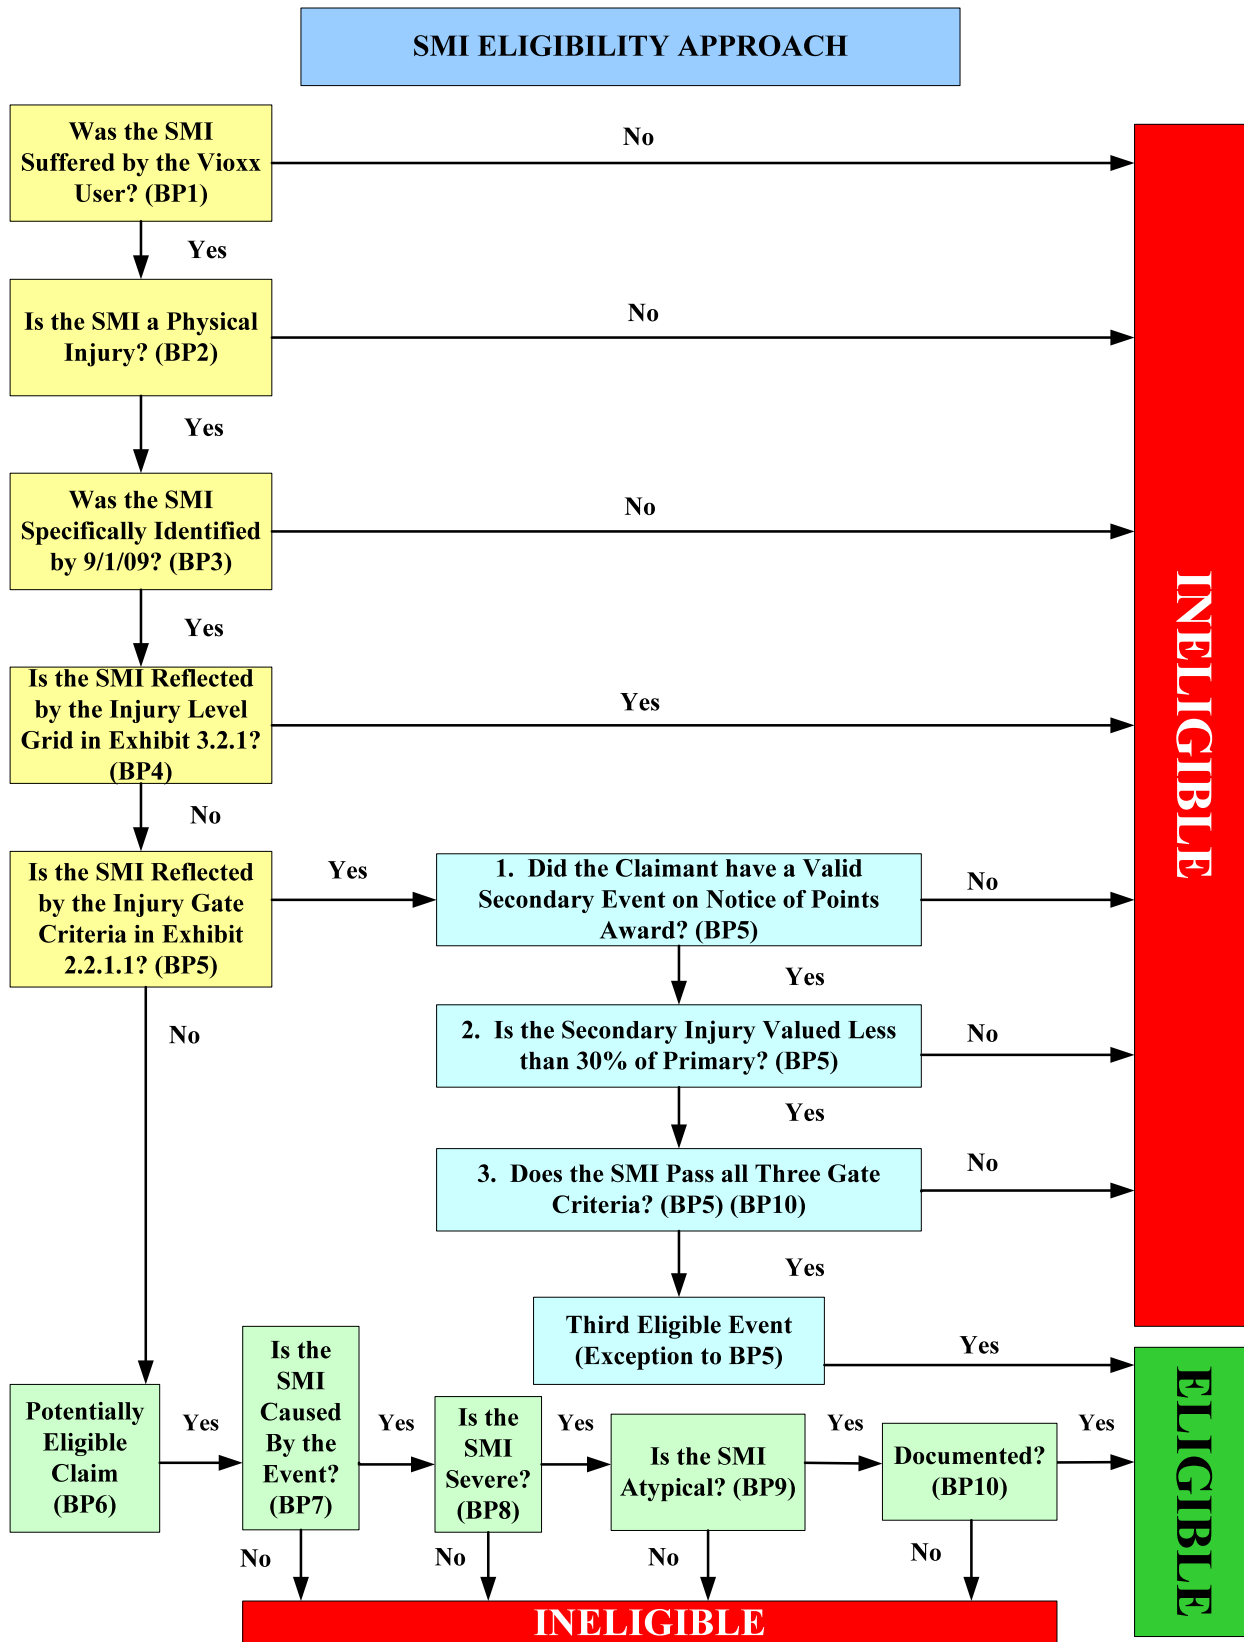 SMI ELIGIBILITY APPROACH
Was the SMI
Suffered by the Vioxx
User? (BP1)
No
Yes
Is the SMI a Physical
Injury? (BP2)
No
Yes
Was the SMI
Specifically Identified
by 9/1/09? (BP3)
No
Yes
Is the SMI Reflected
by the Injury Level
Grid in Exhibit 3.2.1?
(BP4)
Yes
No
Is the SMI Reflected
by the Injury Gate
Criteria in Exhibit
2.2.1.1? (BP5)
Yes
No
1. Did the Claimant have a Valid
Secondary Event on Notice of Points
Award? (BP5)
No
Yes
2. Is the Secondary Injury Valued Less
than 30% of Primary? (BP5)
No
Yes
3. Does the SMI Pass all Three Gate
Criteria? (BP5) (BP10)
No
Yes
Third Eligible Event
(Exception to BP5)
Yes
INELIGIBLE
Potentially
Eligible
Claim
(BP6)
Yes
Is the
SMI
Caused
By the
Event?
(BP7)
Yes
No
Is the
SMI
Severe?
(BP8)
Yes
No
Is the SMI
Atypical? (BP9)
Yes
No
Documented?
(BP10)
Yes
No
ELIGIBLE
INELIGIBLE